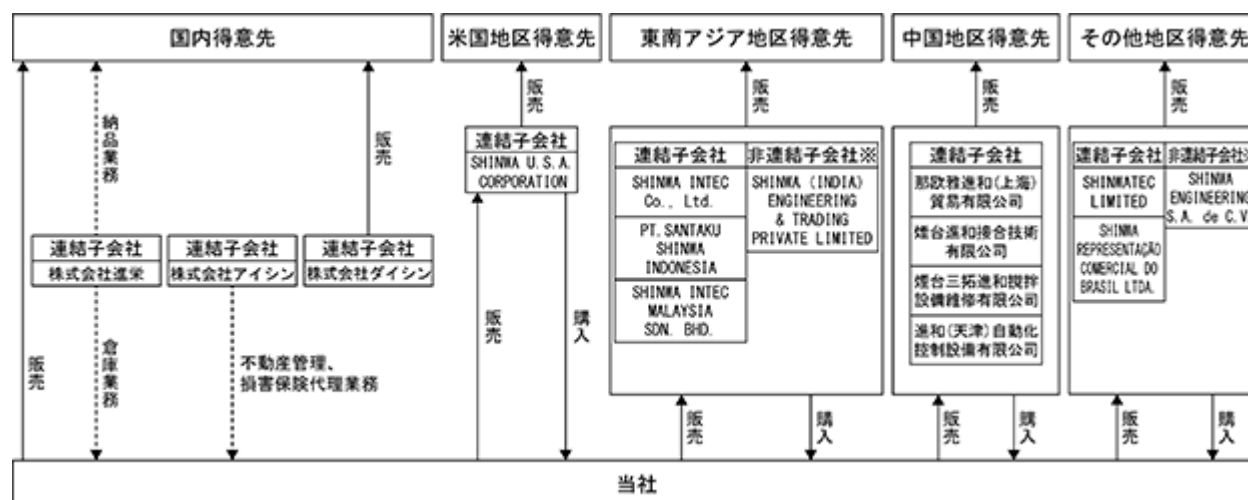 国内得意先
米国地区得意先
東南アジア地区得意先
中国地区得意先
その他地区得意先
納品業務
販売
販売
販売
販売
販売
連結子会社
SHINWA U.S.A.
CORPORATION
連結子会社
SHINWA INTEC
Co., Ltd.
PT. SANTAKU
SHINWA
INDONESIA
SHINWA INTEC
MALAYSIA
SDN. BHD.
非連結子会社※
SHINWA (INDIA)
ENGINEERING
& TRADING
PRIVATE LIMITED
連結子会社
那欧雅進和(上海)
貿易有限公司
煙台進和接合技術
有限公司
煙台三拓進和撹拌
設備維修有限公司
進和(天津)自動化
控制設備有限公司
連結子会社
SHINWATEC
LIMITED
SHINWA
REPRESENTAÇÃO
COMERCIAL DO
BRASIL LTDA.
非連結子会社※
SHINWA
ENGINEERING
S.A. de C.V.
連結子会社
株式会社進栄
連結子会社
株式会社アイシン
連結子会社
株式会社ダイシン
販売
倉庫業務
不動産管理、
損害保険代理業務
販売
購入
販売
購入
販売
購入
販売
購入
当社